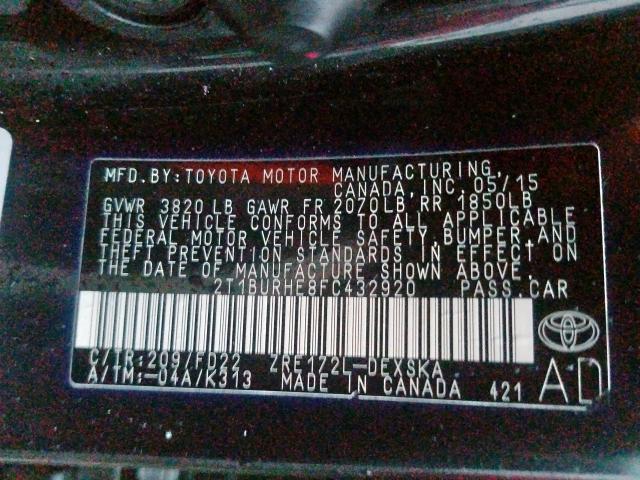 MFD.BY:TOYOTA MOTOR MANUFACTURING,
CANADA,INC.05/15
GVWR 3820 LB GAWR FR 2070LB,RR 1850LB
THIS VEHICLE CONFORMS TO ALL APPLICABLE
FEDERAL MOTOR VEHICLE SAFETY,BUMPER,AND
THEFT PREVENTION STANDARDS IN EFFECT ON
THE DATE OF MANUFACTURE SHOWN ABOVE.
2T1BURHE8FC432920 PASS.CAR
C/TR:209/FD22 ZRE172L-DEXSKA
A/TM:-04A/K313 MADE IN CANADA 421 AD